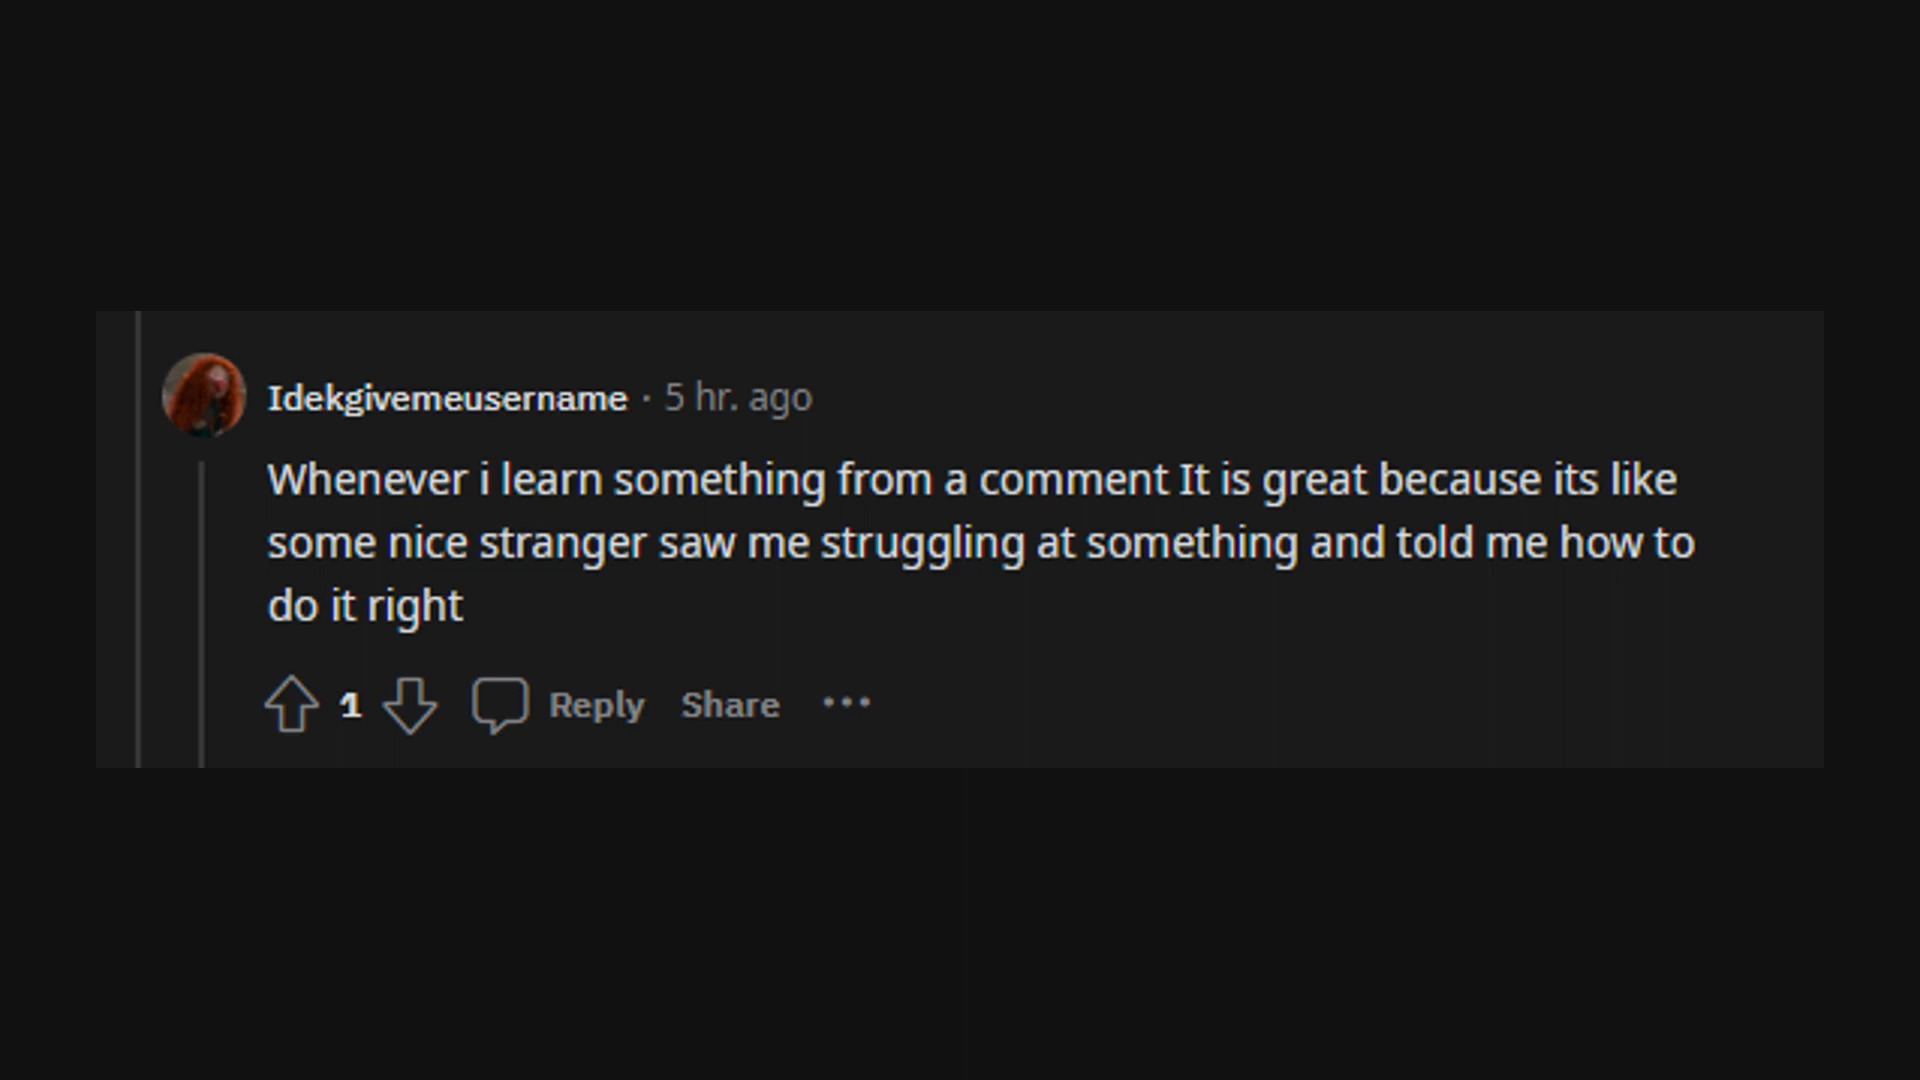 Idekgivemeusername · 5 hr. ago
Whenever i learn something from a comment It is great because its like
some nice stranger saw me struggling at something and told me how to
do it right
1 Reply Share ···